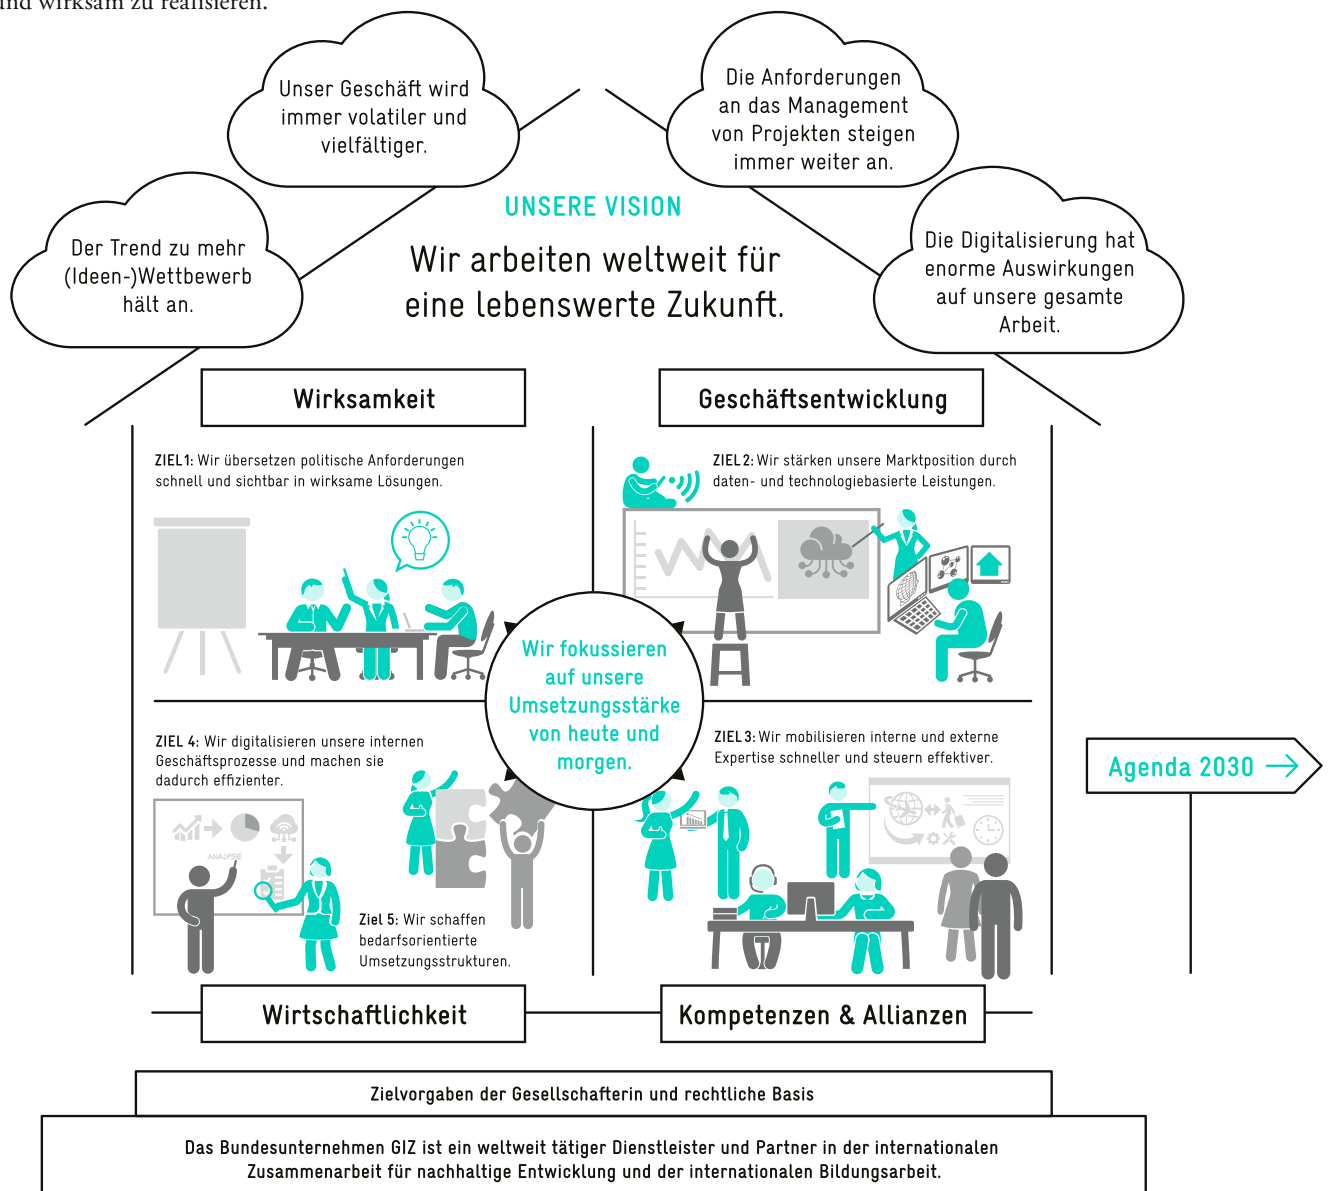 und wirksam zu realisieren.
Unser Geschäft wird
immer volatiler und
vielfältiger.
Die Anforderungen
an das Management
von Projekten steigen
immer weiter an.
Der Trend zu mehr
(Ideen-)Wettbewerb
hält an.
Die Digitalisierung hat
enorme Auswirkungen
auf unsere gesamte
Arbeit.
UNSERE VISION
Wir arbeiten weltweit für
eine lebenswerte Zukunft.
Wirksamkeit
Geschäftsentwicklung
ZIEL 1: Wir übersetzen politische Anforderungen
schnell und sichtbar in wirksame Lösungen.
ZIEL 2: Wir stärken unsere Marktposition durch
daten- und technologiebasierte Leistungen.
Wir fokussieren
auf unsere
Umsetzungsstärke
von heute und
morgen.
ZIEL 4: Wir digitalisieren unsere internen
Geschäftsprozesse und machen sie
dadurch effizienter.
ANALYSE
Ziel 5: Wir schaffen
bedarfsorientierte
Umsetzungsstrukturen.
ZIEL 3: Wir mobilisieren interne und externe
Expertise schneller und steuern effektiver.
Agenda 2030
Wirtschaftlichkeit
Kompetenzen & Allianzen
Zielvorgaben der Gesellschafterin und rechtliche Basis
Das Bundesunternehmen GIZ ist ein weltweit tätiger Dienstleister und Partner in der internationalen
Zusammenarbeit für nachhaltige Entwicklung und der internationalen Bildungsarbeit.